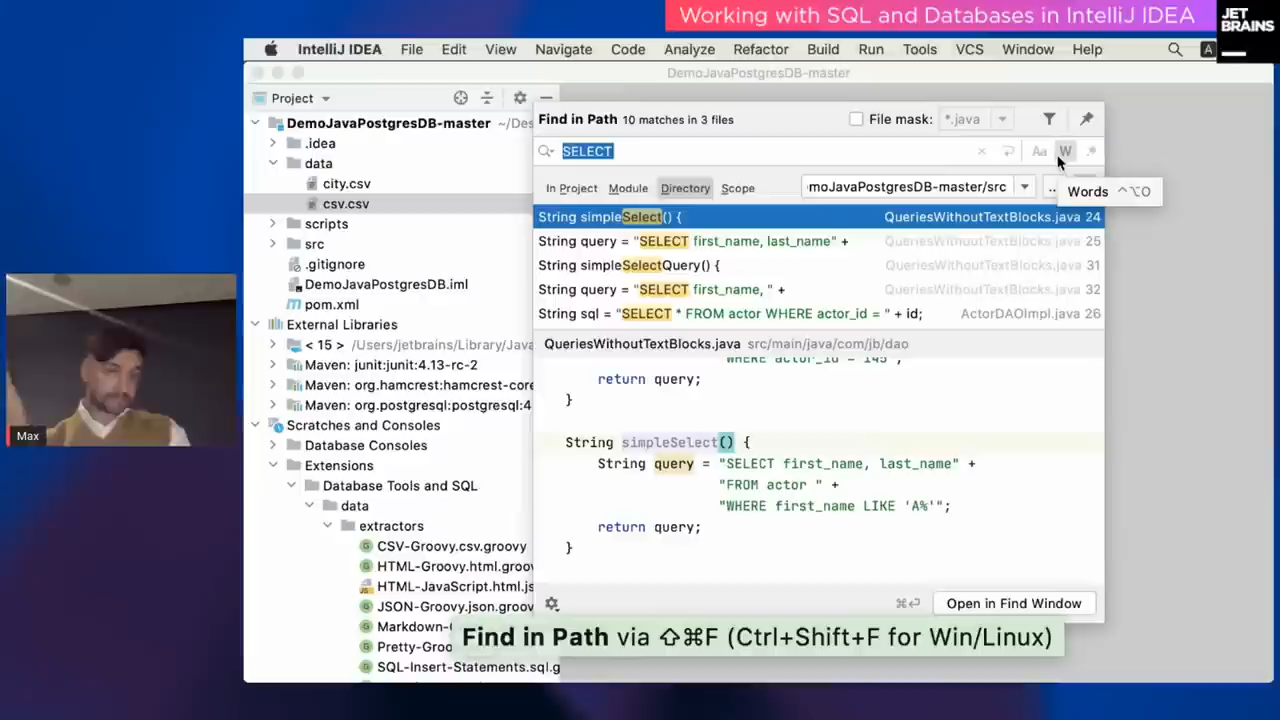 Working with SQL and Databases in IntelliJ IDEA
JET
BRAINS
IntelliJ IDEA File Edit View Navigate Code Analyze Refactor Build Run Tools VCS Window Help A
DemoJavaPostgresDB-master
Project
DemoJavaPostgresDB-master ~/Des
.idea
data
city.csv
csv.csv
scripts
src
.gitignore
DemoJavaPostgresDB.iml
pom.xml
External Libraries
< 15 > /Users/jetbrains/Library/Java
Maven: junit:junit:4.13-rc-2
Maven: org.hamcrest:hamcrest-core
Maven: org.postgresql:postgresql:4
Scratches and Consoles
Database Consoles
Extensions
Database Tools and SQL
data
extractors
CSV-Groovy.csv.groovy
HTML-Groovy.html.groov
HTML-JavaScript.html.js
JSON-Groovy.json.groov
Markdown-
Pretty-Groo
SQL-Insert-Statements.sql.g
Find in Path 10 matches in 3 files File mask: *.java
SELECT Aa W .*
In Project Module Directory Scope moJavaPostgresDB-master/src ..
Words ^⌥O
String simpleSelect() { QueriesWithoutTextBlocks.java 24
String query = "SELECT first_name, last_name" + QueriesWithoutTextBlocks.java 25
String simpleSelectQuery() { QueriesWithoutTextBlocks.java 31
String query = "SELECT first_name, " + QueriesWithoutTextBlocks.java 32
String sql = "SELECT * FROM actor WHERE actor_id = " + id; ActorDAOImpl.java 26
QueriesWithoutTextBlocks.java src/main/java/com/jb/dao
"WHERE actor_id = 145";
return query;
}
String simpleSelect() {
String query = "SELECT first_name, last_name" +
"FROM actor " +
"WHERE first_name LIKE 'A%'";
return query;
}
⌘⏎ Open in Find Window
Find in Path via ⇧⌘F (Ctrl+Shift+F for Win/Linux)
Max